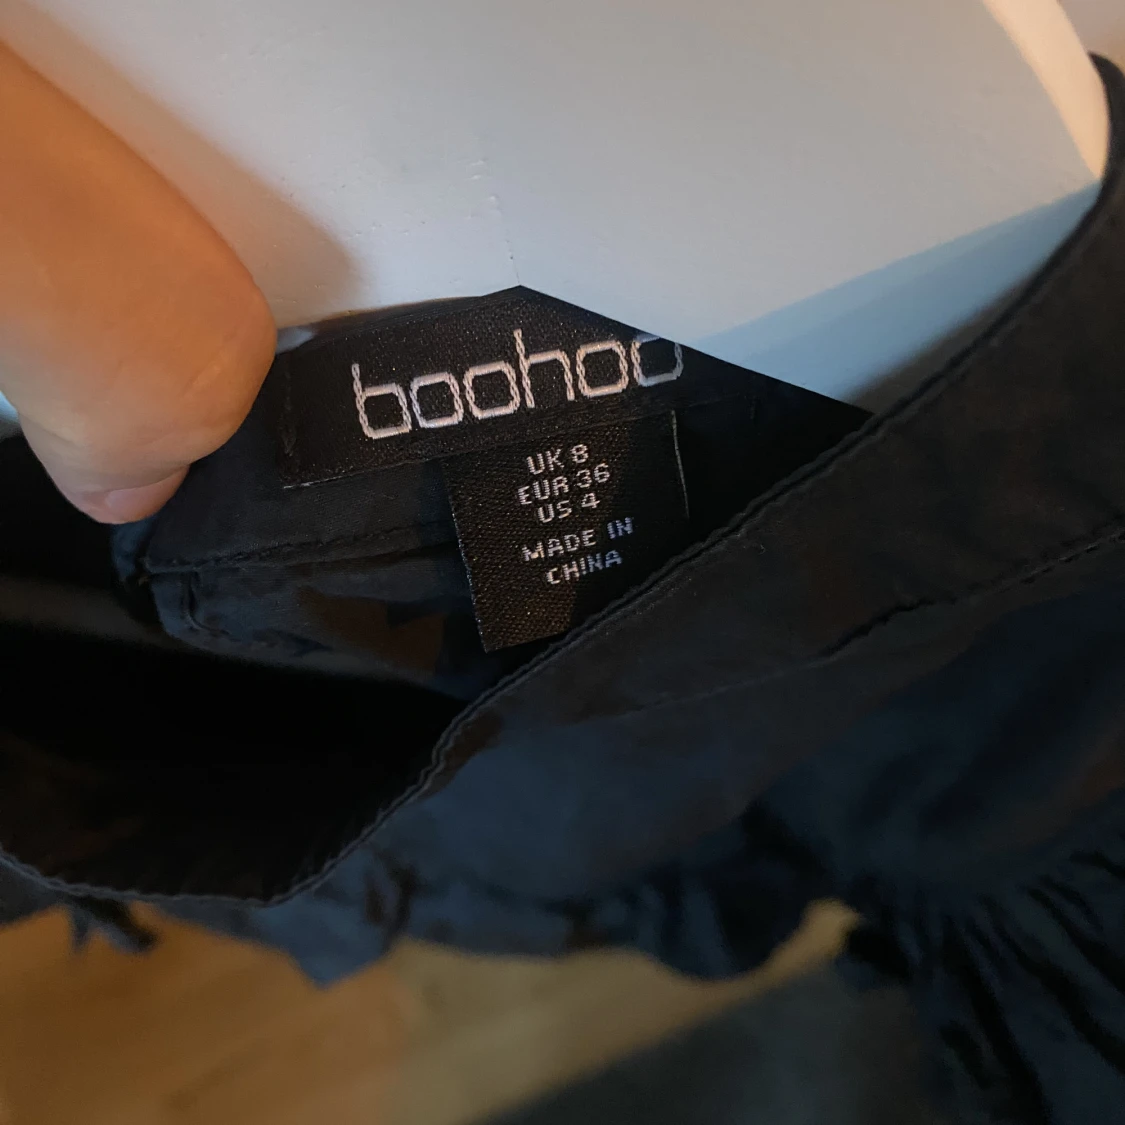 boohoo
UK 8
EUR 36
US 4
MADE IN
CHINA